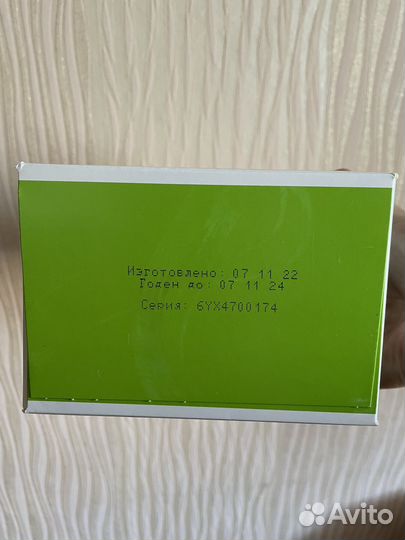 Изготовлено: 07 11 22
Годен до: 07 11 24
Серия: 6YX4700174
Avito